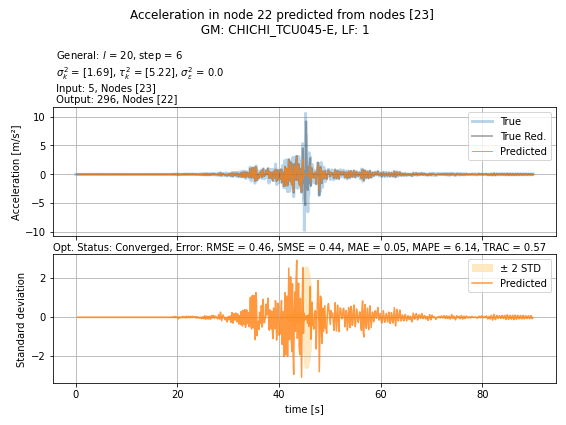 Acceleration in node 22 predicted from nodes [23]
GM: CHICHI_TCU045-E, LF: 1
General: l = 20, step = 6
σ²ₖ = [1.69], τ²ₖ = [5.22], σ²ε = 0.0
Input: 5, Nodes [23]
Output: 296, Nodes [22]
Acceleration [m/s²]
10
5
0
−5
−10
True
True Red.
Predicted
Opt. Status: Converged, Error: RMSE = 0.46, SMSE = 0.44, MAE = 0.05, MAPE = 6.14, TRAC = 0.57
Standard deviation
2
0
−2
± 2 STD
Predicted
0 20 40 60 80
time [s]